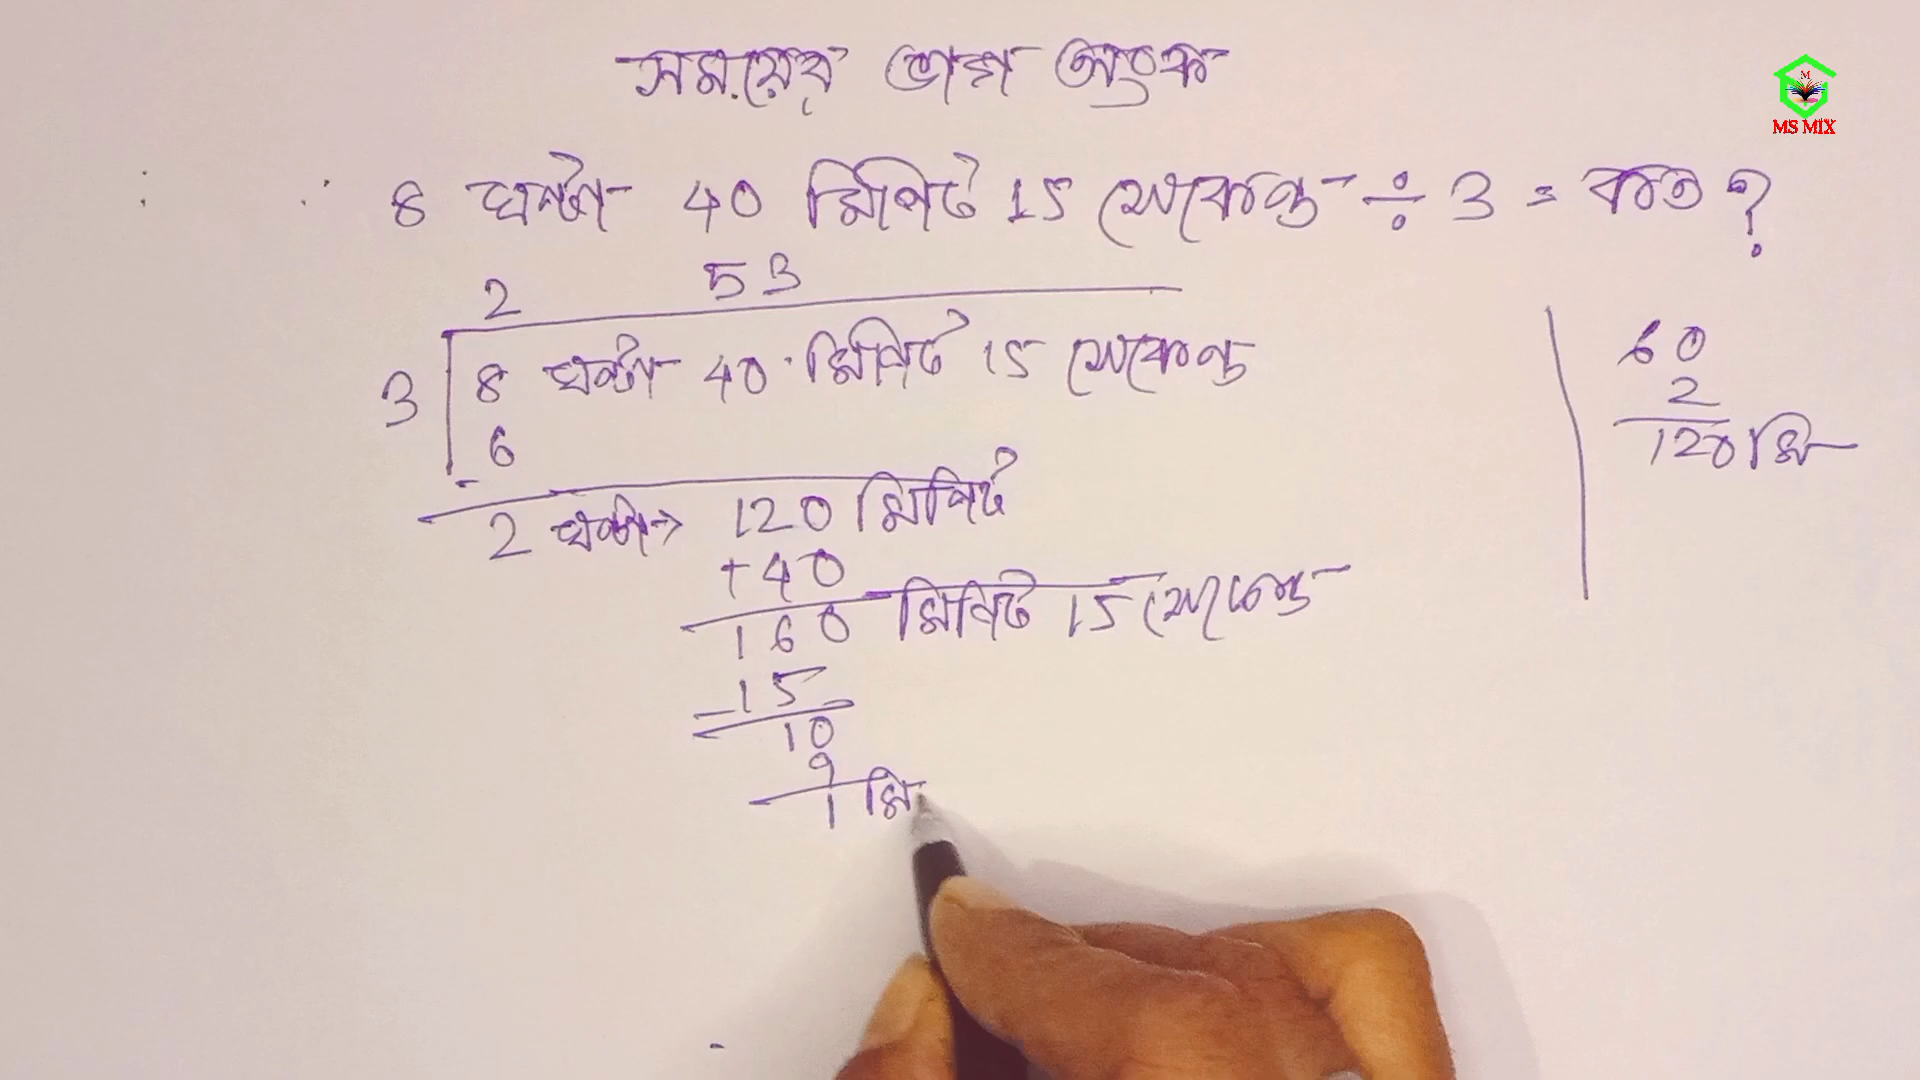 সময়ের ভাগ অংক
M
MS MIX
8 ঘন্টা 40 মিনিট 15 সেকেন্ড ÷ 3 = কত ?
2 53
3 8 ঘন্টা 40 মিনিট 15 সেকেন্ড
6
2 ঘন্টা→ 120 মিনিট
+40
160 মিনিট 15 সেকেন্ড
-15
10
9
1 মি
60
2
120 মি